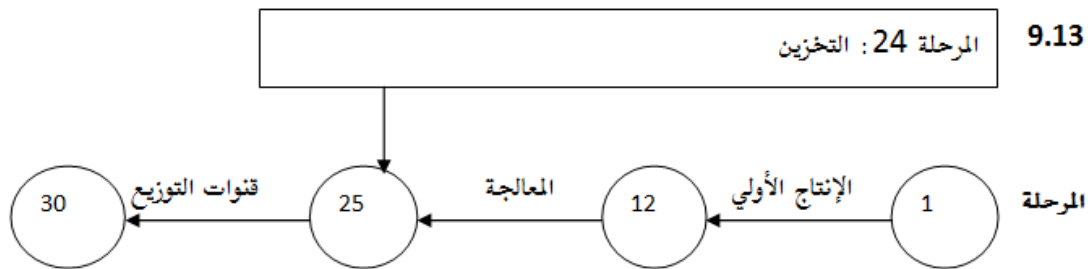 9.13
المرحلة 24: التخزين
المرحلة
1
الإنتاج الأولي
12
المعالجة
25
قنوات التوزيع
30